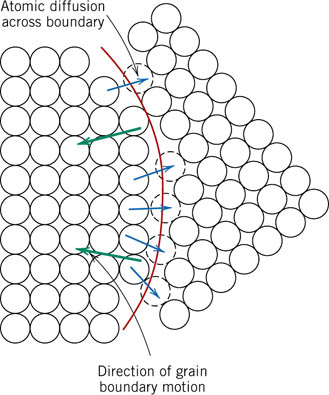 Atomic diffusion
across boundary
Direction of grain
boundary motion